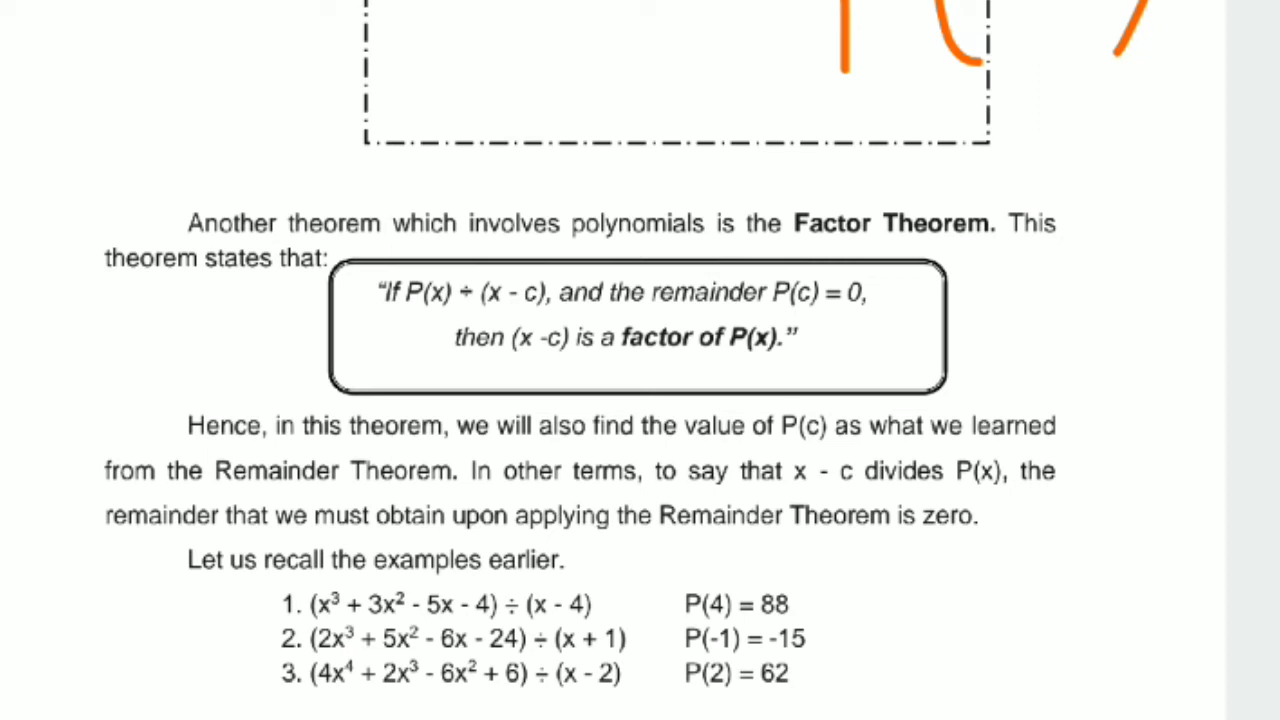 Another theorem which involves polynomials is the Factor Theorem. This
theorem states that:
“If P(x) ÷ (x - c), and the remainder P(c) = 0,
then (x -c) is a factor of P(x).”
Hence, in this theorem, we will also find the value of P(c) as what we learned
from the Remainder Theorem. In other terms, to say that x - c divides P(x), the
remainder that we must obtain upon applying the Remainder Theorem is zero.
Let us recall the examples earlier.
1. (x³ + 3x² - 5x - 4) ÷ (x - 4) P(4) = 88
2. (2x³ + 5x² - 6x - 24) ÷ (x + 1) P(-1) = -15
3. (4x⁴ + 2x³ - 6x² + 6) ÷ (x - 2) P(2) = 62